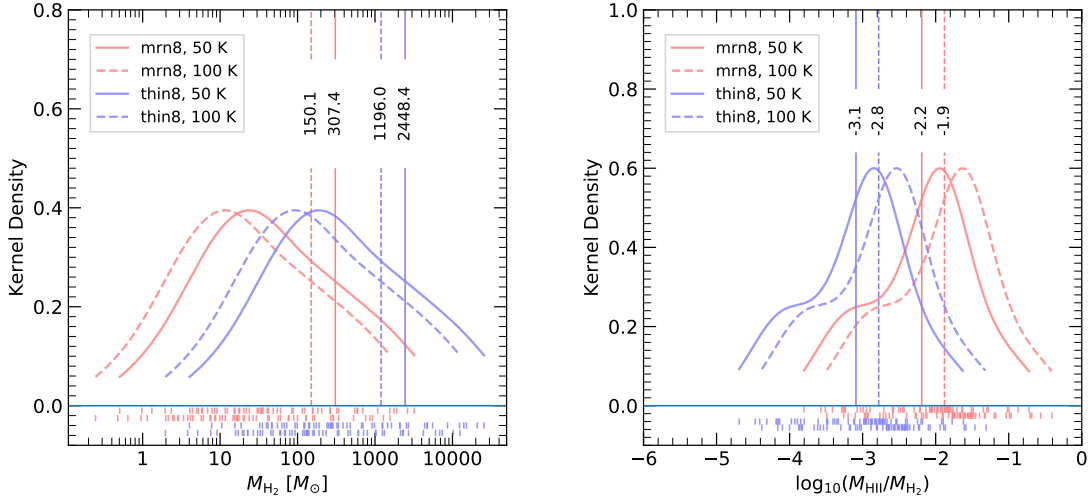 0.8
0.6
0.4
0.2
0.0
Kernel Density
mrn8, 50 K
mrn8, 100 K
thin8, 50 K
thin8, 100 K
150.1
307.4
1196.0
2448.4
1
10
100
1000
10000
M_H₂ [M_⊙]
1.0
0.8
0.6
0.4
0.2
0.0
Kernel Density
mrn8, 50 K
mrn8, 100 K
thin8, 50 K
thin8, 100 K
-3.1
-2.8
-2.2
-1.9
−6
−5
−4
−3
−2
−1
0
log₁₀(M_HII/M_H₂)